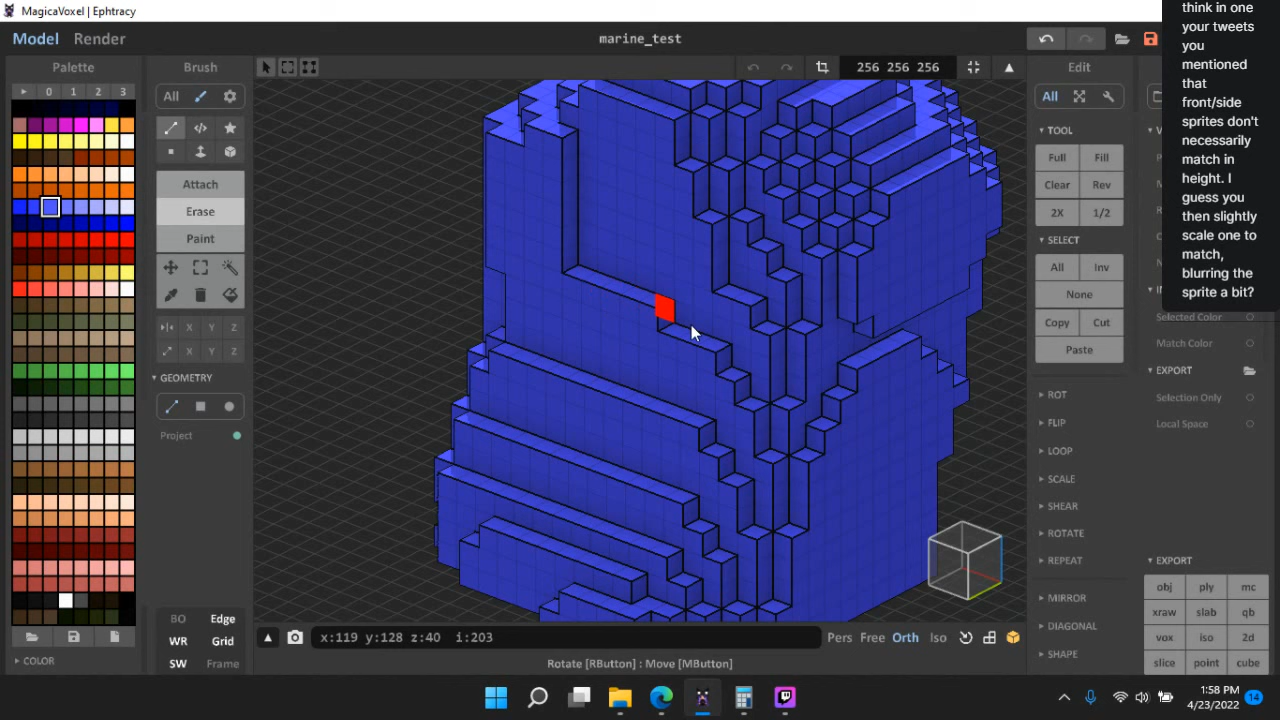 MagicaVoxel | Ephtracy
Model Render
marine_test
think in one
your tweets
you
mentioned
that
front/side
sprites don't
necessarily
match in
height. I
guess you
then slightly
scale one to
match,
blurring the
sprite a bit?
Palette
0 1 2 3
COLOR
Brush
All
Attach
Erase
Paint
X Y Z
X Y Z
GEOMETRY
Project
BO Edge
WR Grid
SW Frame
256 256 256
x:119 y:128 z:40 i:203
Pers Free Orth Iso
Rotate [RButton] : Move [MButton]
Edit
All
TOOL
Full Fill
Clear Rev
2X 1/2
SELECT
All Inv
None
Copy Cut
Paste
ROT
FLIP
LOOP
SCALE
SHEAR
ROTATE
REPEAT
MIRROR
DIAGONAL
SHAPE
Selected Color
Match Color
EXPORT
Selection Only
Local Space
EXPORT
obj ply mc
xraw slab qb
vox iso 2d
slice point cube
1:58 PM
4/23/2022
14